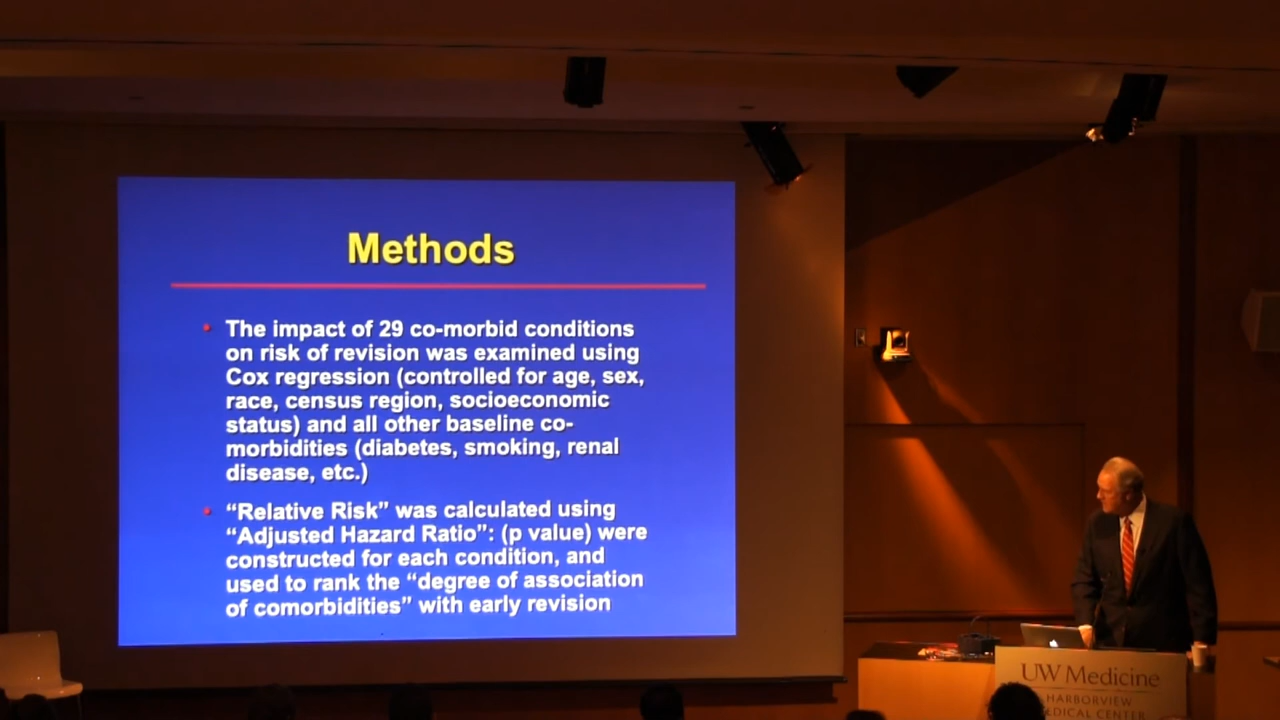 Methods
• The impact of 29 co-morbid conditions
on risk of revision was examined using
Cox regression (controlled for age, sex,
race, census region, socioeconomic
status) and all other baseline co-
morbidities (diabetes, smoking, renal
disease, etc.)
• “Relative Risk” was calculated using
“Adjusted Hazard Ratio”: (p value) were
constructed for each condition, and
used to rank the “degree of association
of comorbidities” with early revision
UW Medicine
HARBORVIEW
MEDICAL CENTER